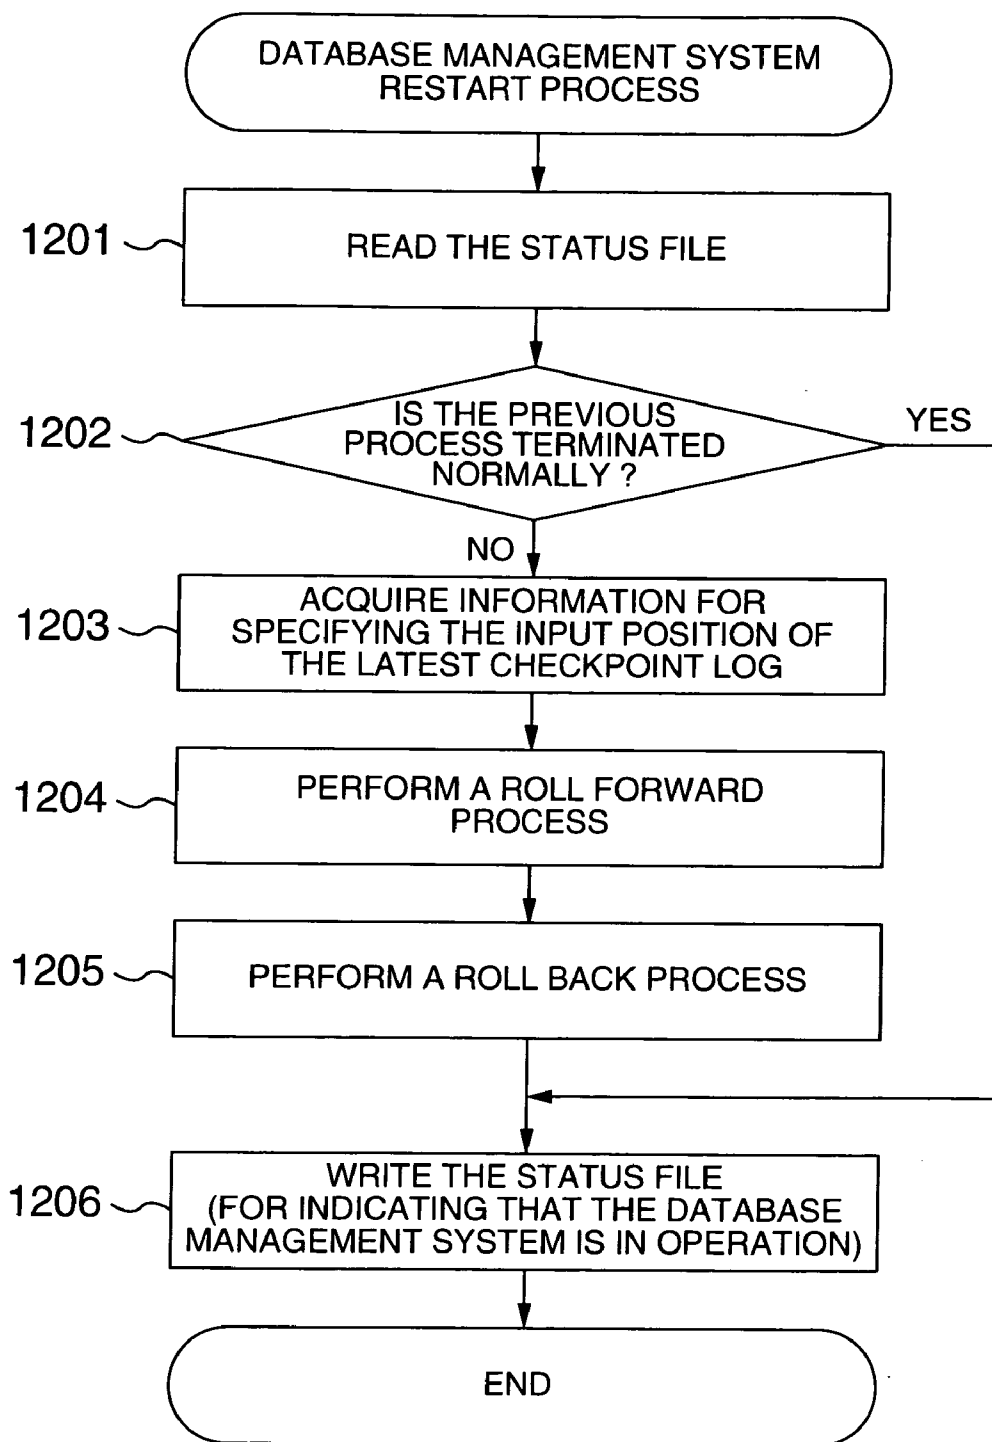 DATABASE MANAGEMENT SYSTEM
RESTART PROCESS
1201
READ THE STATUS FILE
1202
IS THE PREVIOUS
PROCESS TERMINATED
NORMALLY ?
YES
NO
1203
ACQUIRE INFORMATION FOR
SPECIFYING THE INPUT POSITION OF
THE LATEST CHECKPOINT LOG
1204
PERFORM A ROLL FORWARD
PROCESS
1205
PERFORM A ROLL BACK PROCESS
1206
WRITE THE STATUS FILE
(FOR INDICATING THAT THE DATABASE
MANAGEMENT SYSTEM IS IN OPERATION)
END